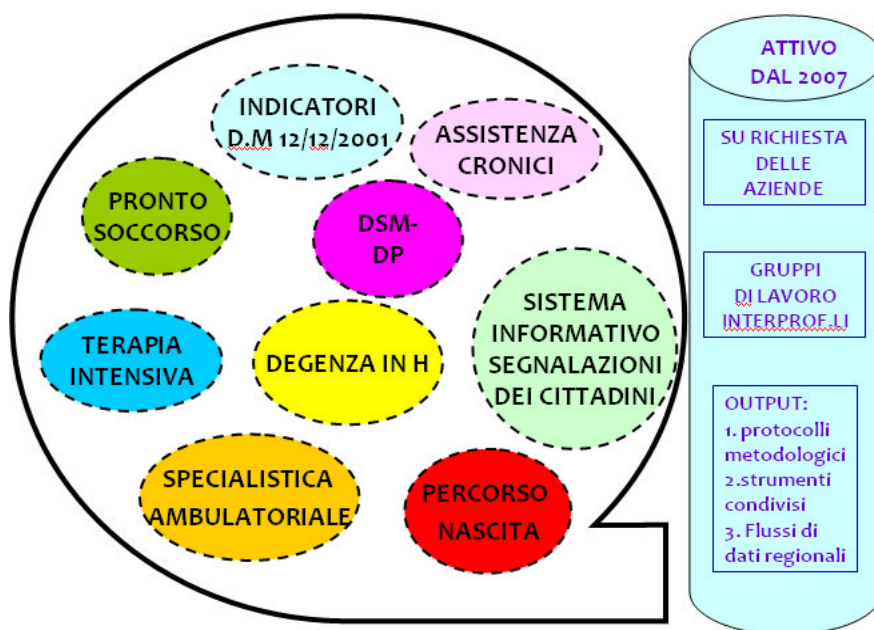 INDICATORI
D.M 12/12/2001
ASSISTENZA
CRONICI
PRONTO
SOCCORSO
DSM-
DP
SISTEMA
INFORMATIVO
SEGNALAZIONI
DEI CITTADINI
TERAPIA
INTENSIVA
DEGENZA IN H
SPECIALISTICA
AMBULATORIALE
PERCORSO
NASCITA
ATTIVO
DAL 2007
SU RICHIESTA
DELLE
AZIENDE
GRUPPI
DI LAVORO
INTERPROF.LI
OUTPUT:
1. protocolli
metodologici
2.strumenti
condivisi
3. Flussi di
dati regionali